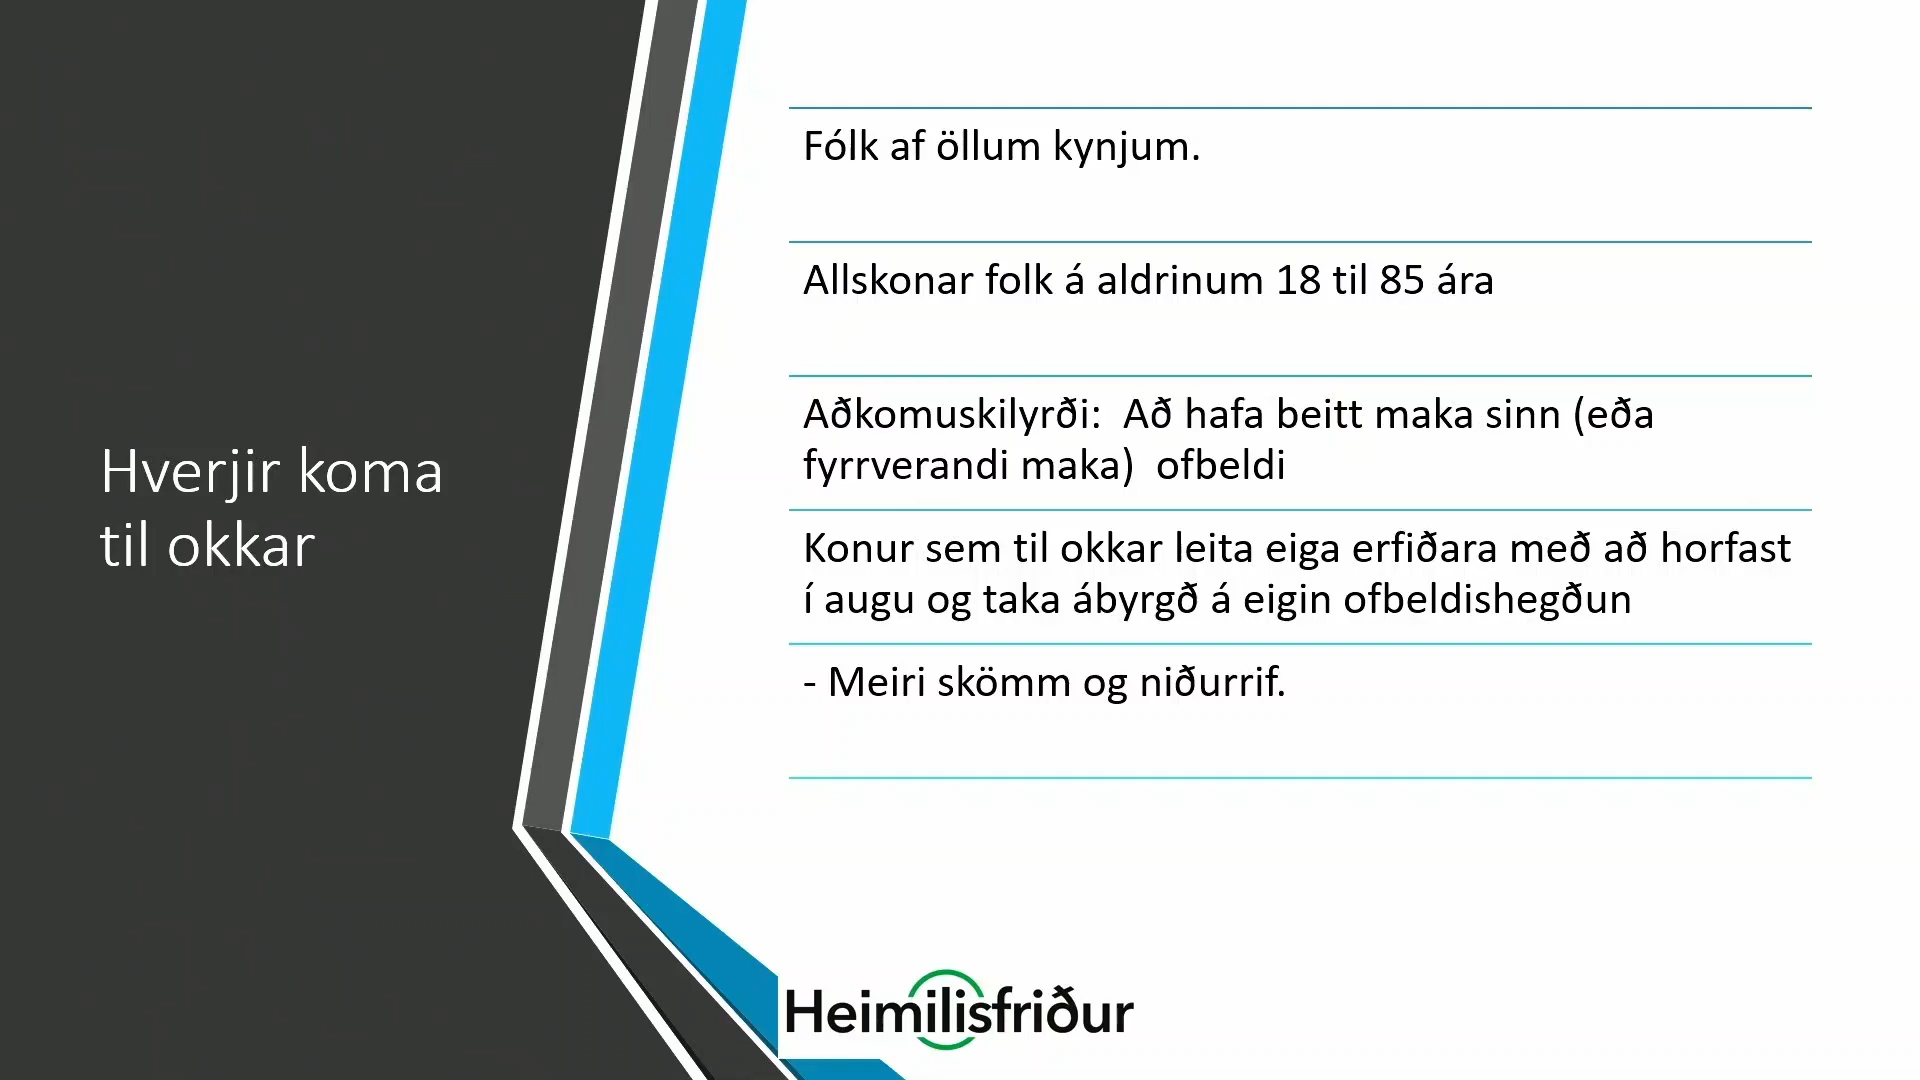 Hverjir koma
til okkar
Fólk af öllum kynjum.
Allskonar folk á aldrinum 18 til 85 ára
Aðkomuskilyrði:  Að hafa beitt maka sinn (eða
fyrrverandi maka)  ofbeldi
Konur sem til okkar leita eiga erfiðara með að horfast
í augu og taka ábyrgð á eigin ofbeldishegðun
- Meiri skömm og niðurrif.
Heimilisfriður